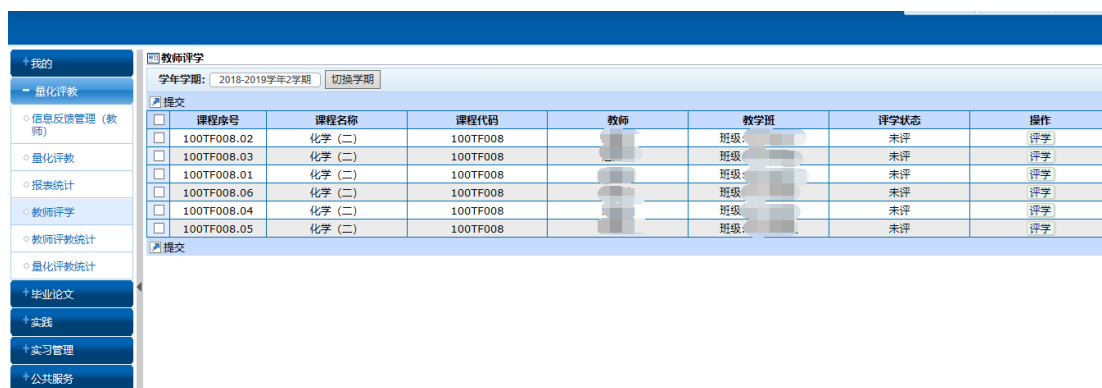 +我的
- 量化评教
信息反馈管理（教师）
量化评教
报表统计
教师评学
教师评教统计
量化评教统计
+毕业论文
+实践
+实习管理
+公共服务
教师评学
学年学期： 2018-2019学年2学期 切换学期
提交
课程序号 课程名称 课程代码 教师 教学班 评学状态 操作
100TF008.02 化学（二） 100TF008 班级: 未评 评学
100TF008.03 化学（二） 100TF008 班级 未评 评学
100TF008.01 化学（二） 100TF008 班级: 未评 评学
100TF008.06 化学（二） 100TF008 班级 未评 评学
100TF008.04 化学（二） 100TF008 班级 未评 评学
100TF008.05 化学（二） 100TF008 班级: 未评 评学
提交